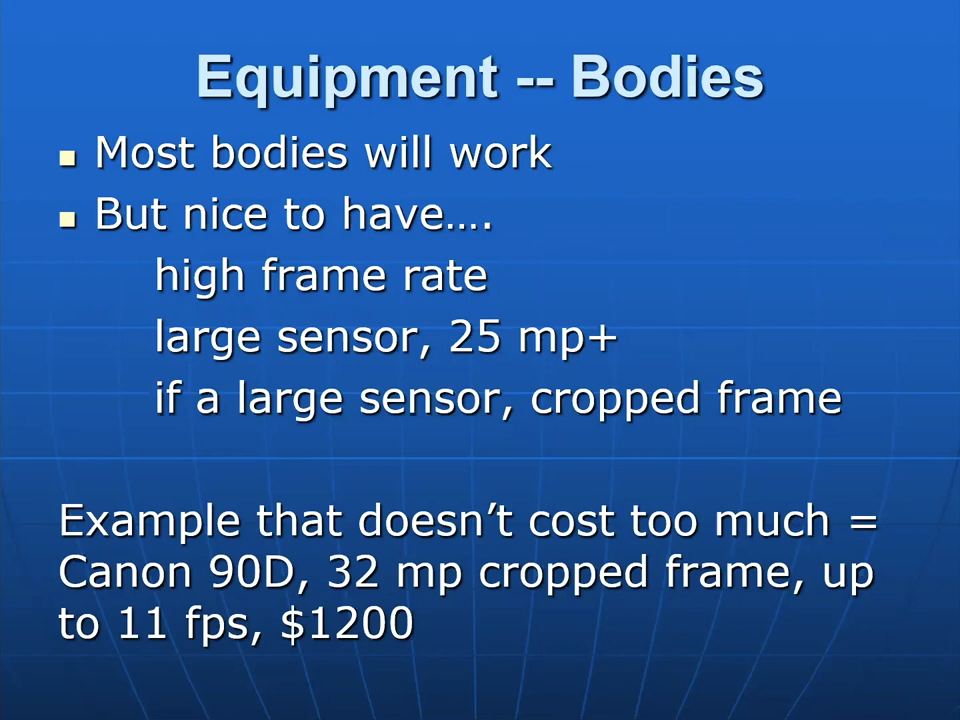 Equipment -- Bodies
Most bodies will work
But nice to have….
high frame rate
large sensor, 25 mp+
if a large sensor, cropped frame
Example that doesn’t cost too much =
Canon 90D, 32 mp cropped frame, up
to 11 fps, $1200